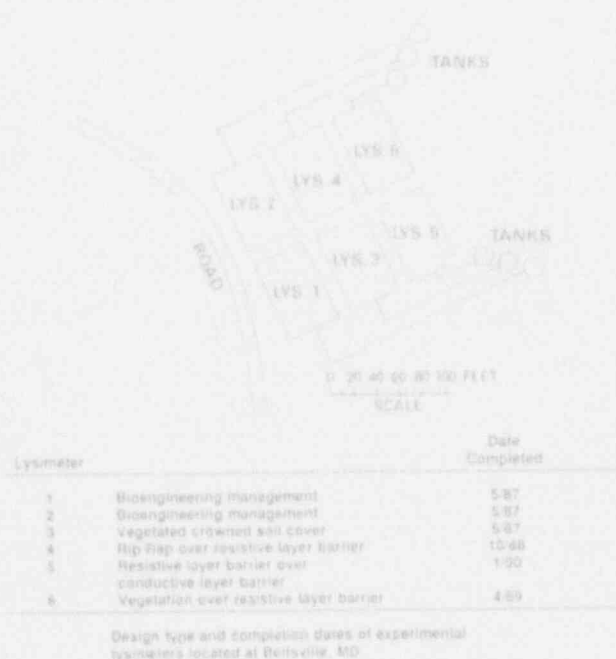 TANKS
LYS. 6
LYS. 4
LYS. 2
LYS. 5
TANKS
LYS. 3
ROAD
LYS. 1
0 20 40 60 80 100 FEET
SCALE
Lysimeter
Date
Completed
1 Bioengineering management 5/87
2 Bioengineering management 5/87
3 Vegetated crowned soil cover 5/87
4 Rip Rap over resistive layer barrier 10/88
5 Resistive layer barrier over 1/90
conductive layer barrier
6 Vegetation over resistive layer barrier 4/89
Design type and completion dates of experimental
lysimeters located at Beltsville, MD